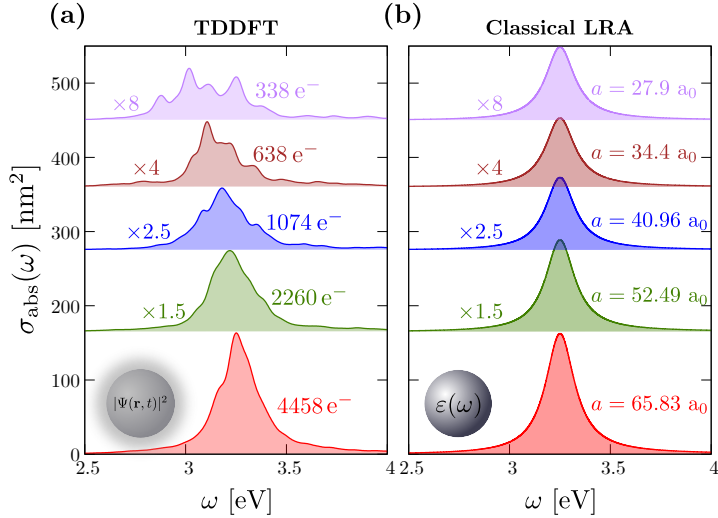 (a) TDDFT
(b) Classical LRA
σabs(ω) [nm²]
500
400
300
200
100
0
×8 338 e⁻
×4 638 e⁻
×2.5 1074 e⁻
×1.5 2260 e⁻
4458 e⁻
|Ψ(r, t)|²
2.5 3 3.5 4
ω [eV]
×8 a = 27.9 a₀
×4 a = 34.4 a₀
×2.5 a = 40.96 a₀
×1.5 a = 52.49 a₀
a = 65.83 a₀
ε(ω)
2.5 3 3.5 4
ω [eV]